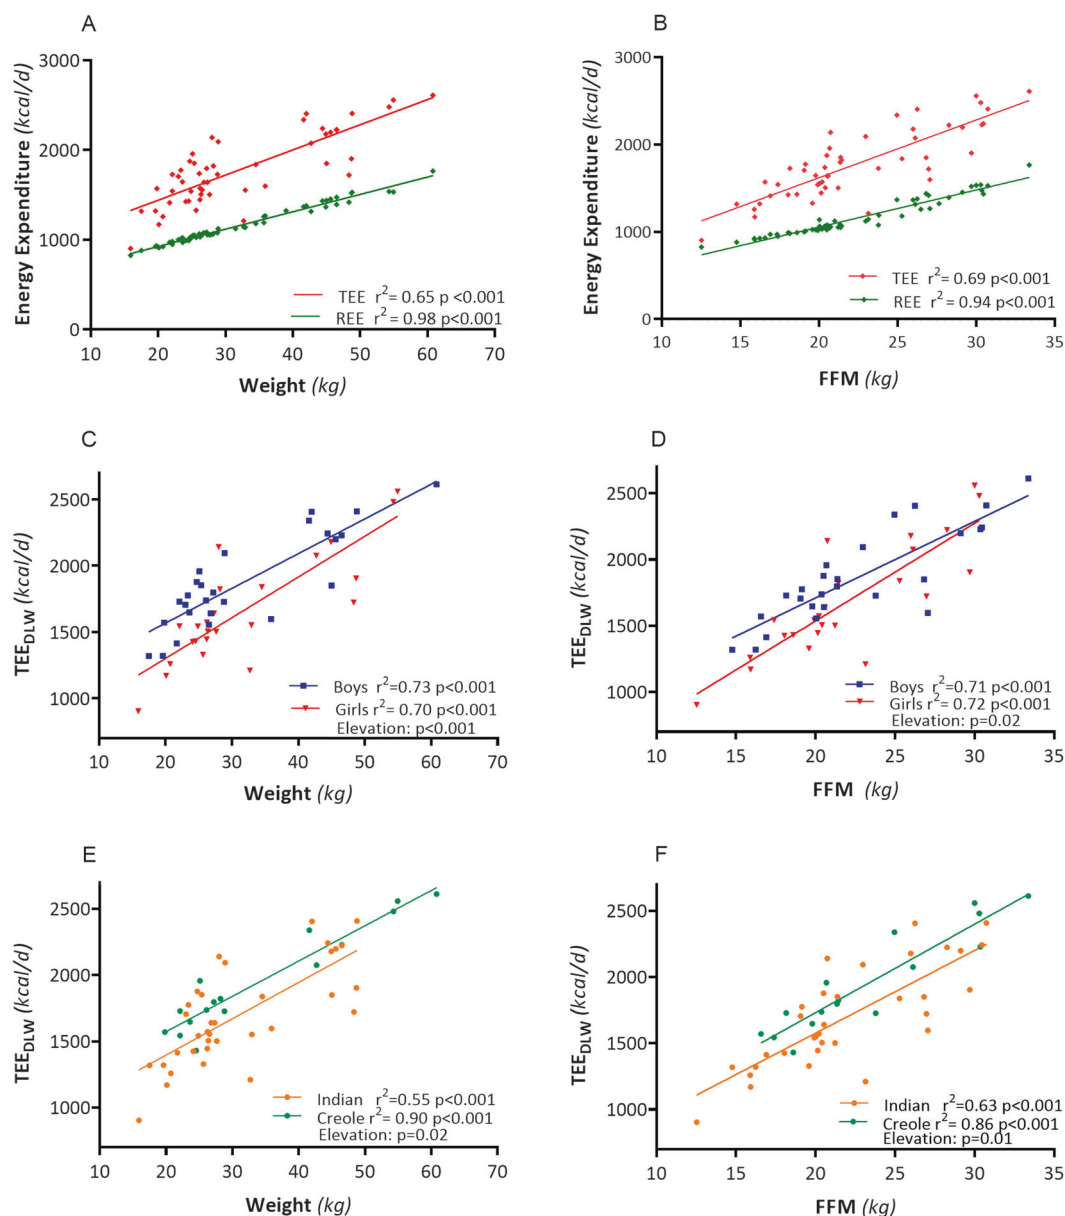 A
Energy Expenditure (kcal/d)
3000
2000
1000
0
TEE r2= 0.65 p <0.001
REE r2= 0.98 p<0.001
10 20 30 40 50 60 70
Weight (kg)
B
Energy Expenditure (kcal/d)
3000
2000
1000
0
TEE r2= 0.69 p<0.001
REE r2= 0.94 p<0.001
10 15 20 25 30 35
FFM (kg)
C
TEEDLW (kcal/d)
2500
2000
1500
1000
Boys r2=0.73 p<0.001
Girls r2= 0.70 p<0.001
Elevation: p<0.001
10 20 30 40 50 60 70
Weight (kg)
D
TEEDLW (kcal/d)
2500
2000
1500
1000
Boys r2=0.71 p<0.001
Girls r2= 0.72 p<0.001
Elevation: p=0.02
10 15 20 25 30 35
FFM (kg)
E
TEEDLW (kcal/d)
2500
2000
1500
1000
Indian r2=0.55 p<0.001
Creole r2= 0.90 p<0.001
Elevation: p=0.02
10 20 30 40 50 60 70
Weight (kg)
F
TEEDLW (kcal/d)
2500
2000
1500
1000
Indian r2=0.63 p<0.001
Creole r2= 0.86 p<0.001
Elevation: p=0.01
10 15 20 25 30 35
FFM (kg)